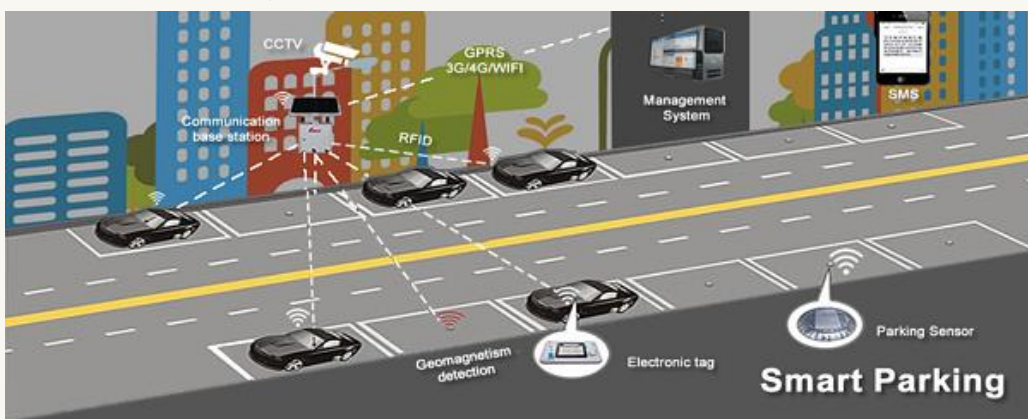 CCTV
GPRS
3G/4G/WIFI
Communication
base station
RFID
Management
System
SMS
Geomagnetism
detection
Electronic tag
Parking Sensor
Smart Parking